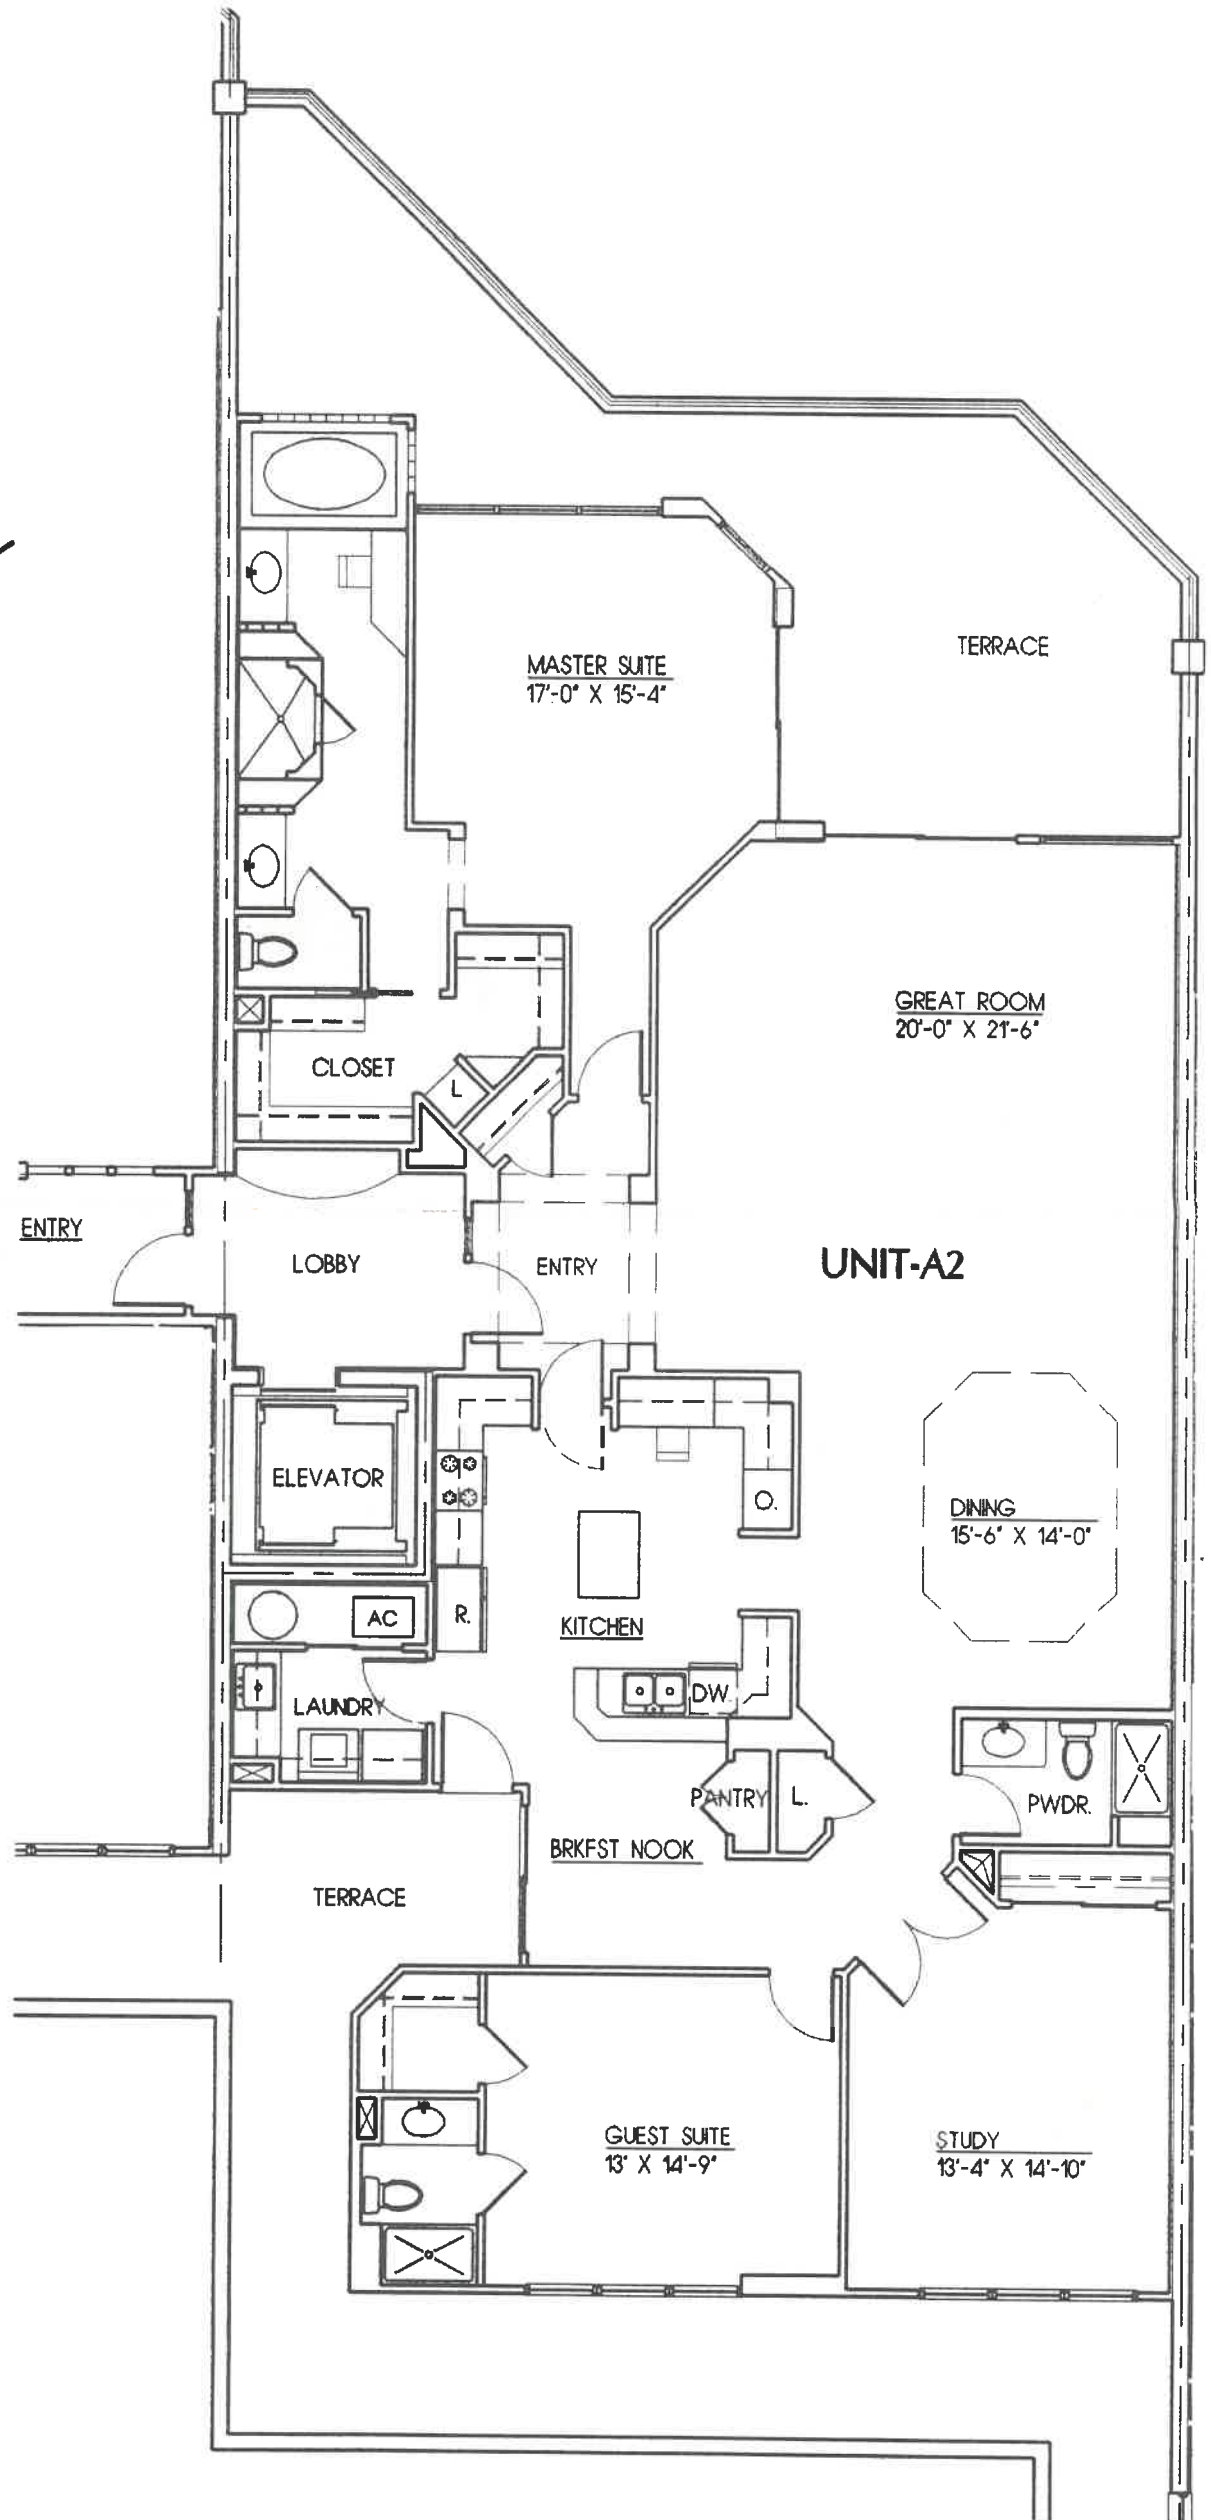 MASTER SUITE
17'-0" X 15'-4"
TERRACE
GREAT ROOM
20'-0" X 21'-6"
CLOSET
L
ENTRY
LOBBY
ENTRY
UNIT-A2
ELEVATOR
O.
DINING
15'-6" X 14'-0"
AC
R.
KITCHEN
DW.
LAUNDRY
PANTRY
L.
PWDR.
BRKFST NOOK
TERRACE
GUEST SUITE
13' X 14'-9"
STUDY
13'-4" X 14'-10"